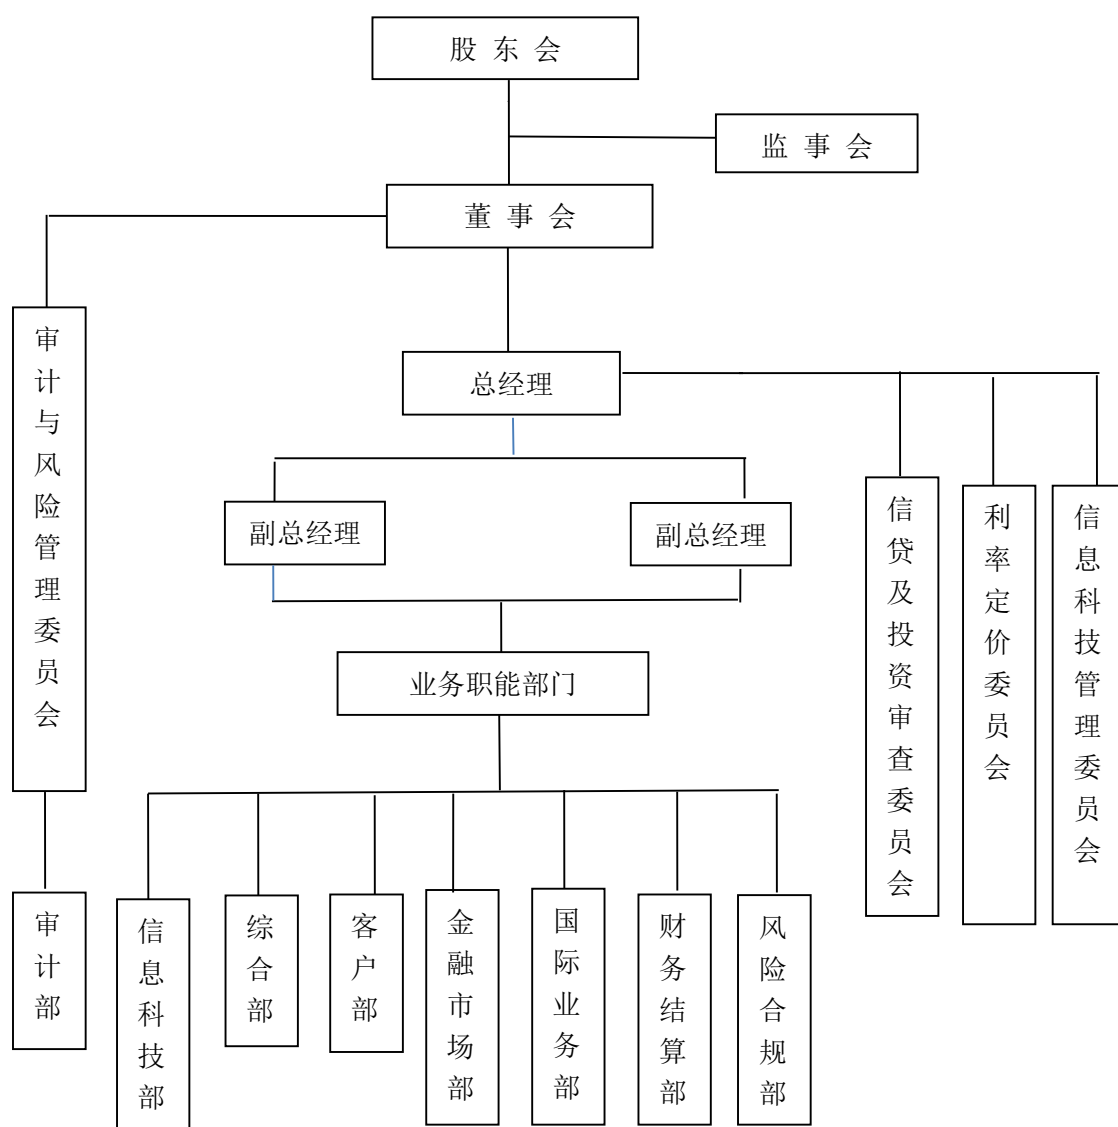 股 东 会
监 事 会
董 事 会
审计与风险管理委员会
总经理
副总经理
副总经理
信贷及投资审查委员会
利率定价委员会
信息科技管理委员会
业务职能部门
审计部
信息科技部
综合部
客户部
金融市场部
国际业务部
财务结算部
风险合规部